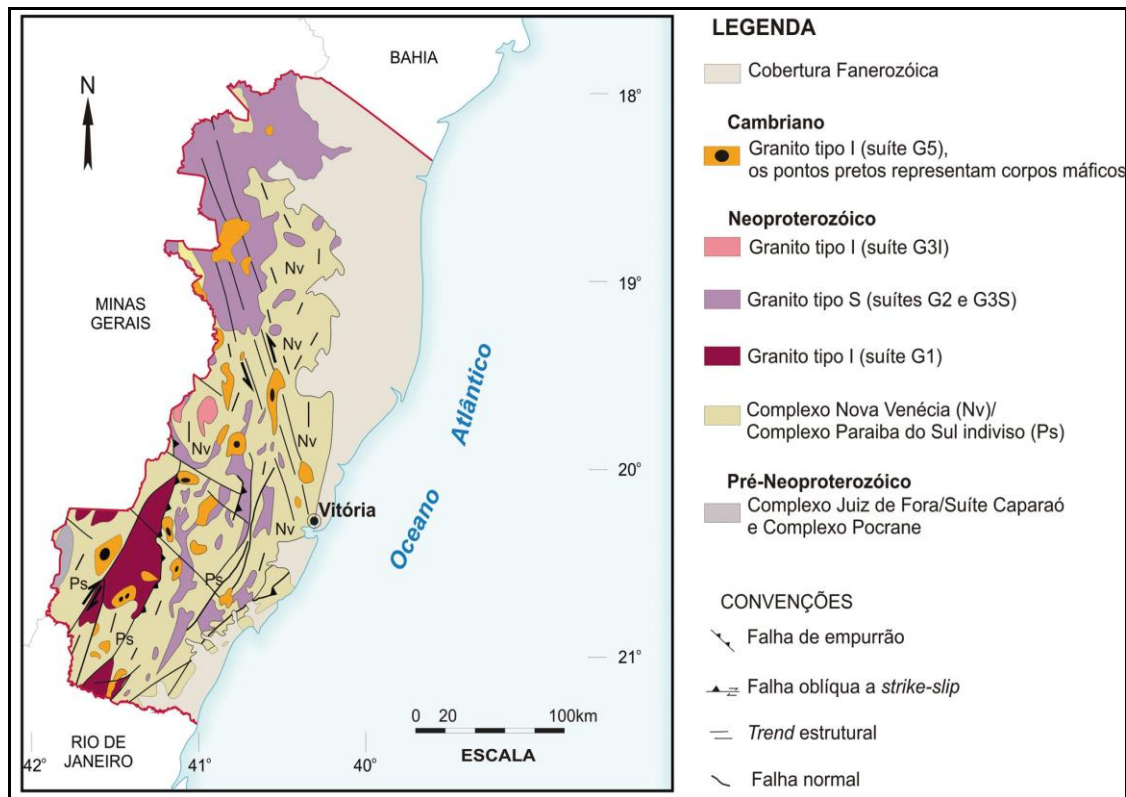 N
BAHIA
18°
19°
MINAS
GERAIS
Nv
Nv
Nv
Nv
Nv
20°
Vitória
Oceano
Atlântico
Ps
Ps
Ps
21°
RIO DE
JANEIRO
42°
41°
40°
0 20 100km
ESCALA
LEGENDA
Cobertura Fanerozóica
Cambriano
Granito tipo I (suíte G5),
os pontos pretos representam corpos máficos
Neoproterozóico
Granito tipo I (suíte G3I)
Granito tipo S (suítes G2 e G3S)
Granito tipo I (suíte G1)
Complexo Nova Venécia (Nv)/
Complexo Paraiba do Sul indiviso (Ps)
Pré-Neoproterozóico
Complexo Juiz de Fora/Suíte Caparaó
e Complexo Pocrane
CONVENÇÕES
Falha de empurrão
Falha oblíqua a strike-slip
Trend estrutural
Falha normal